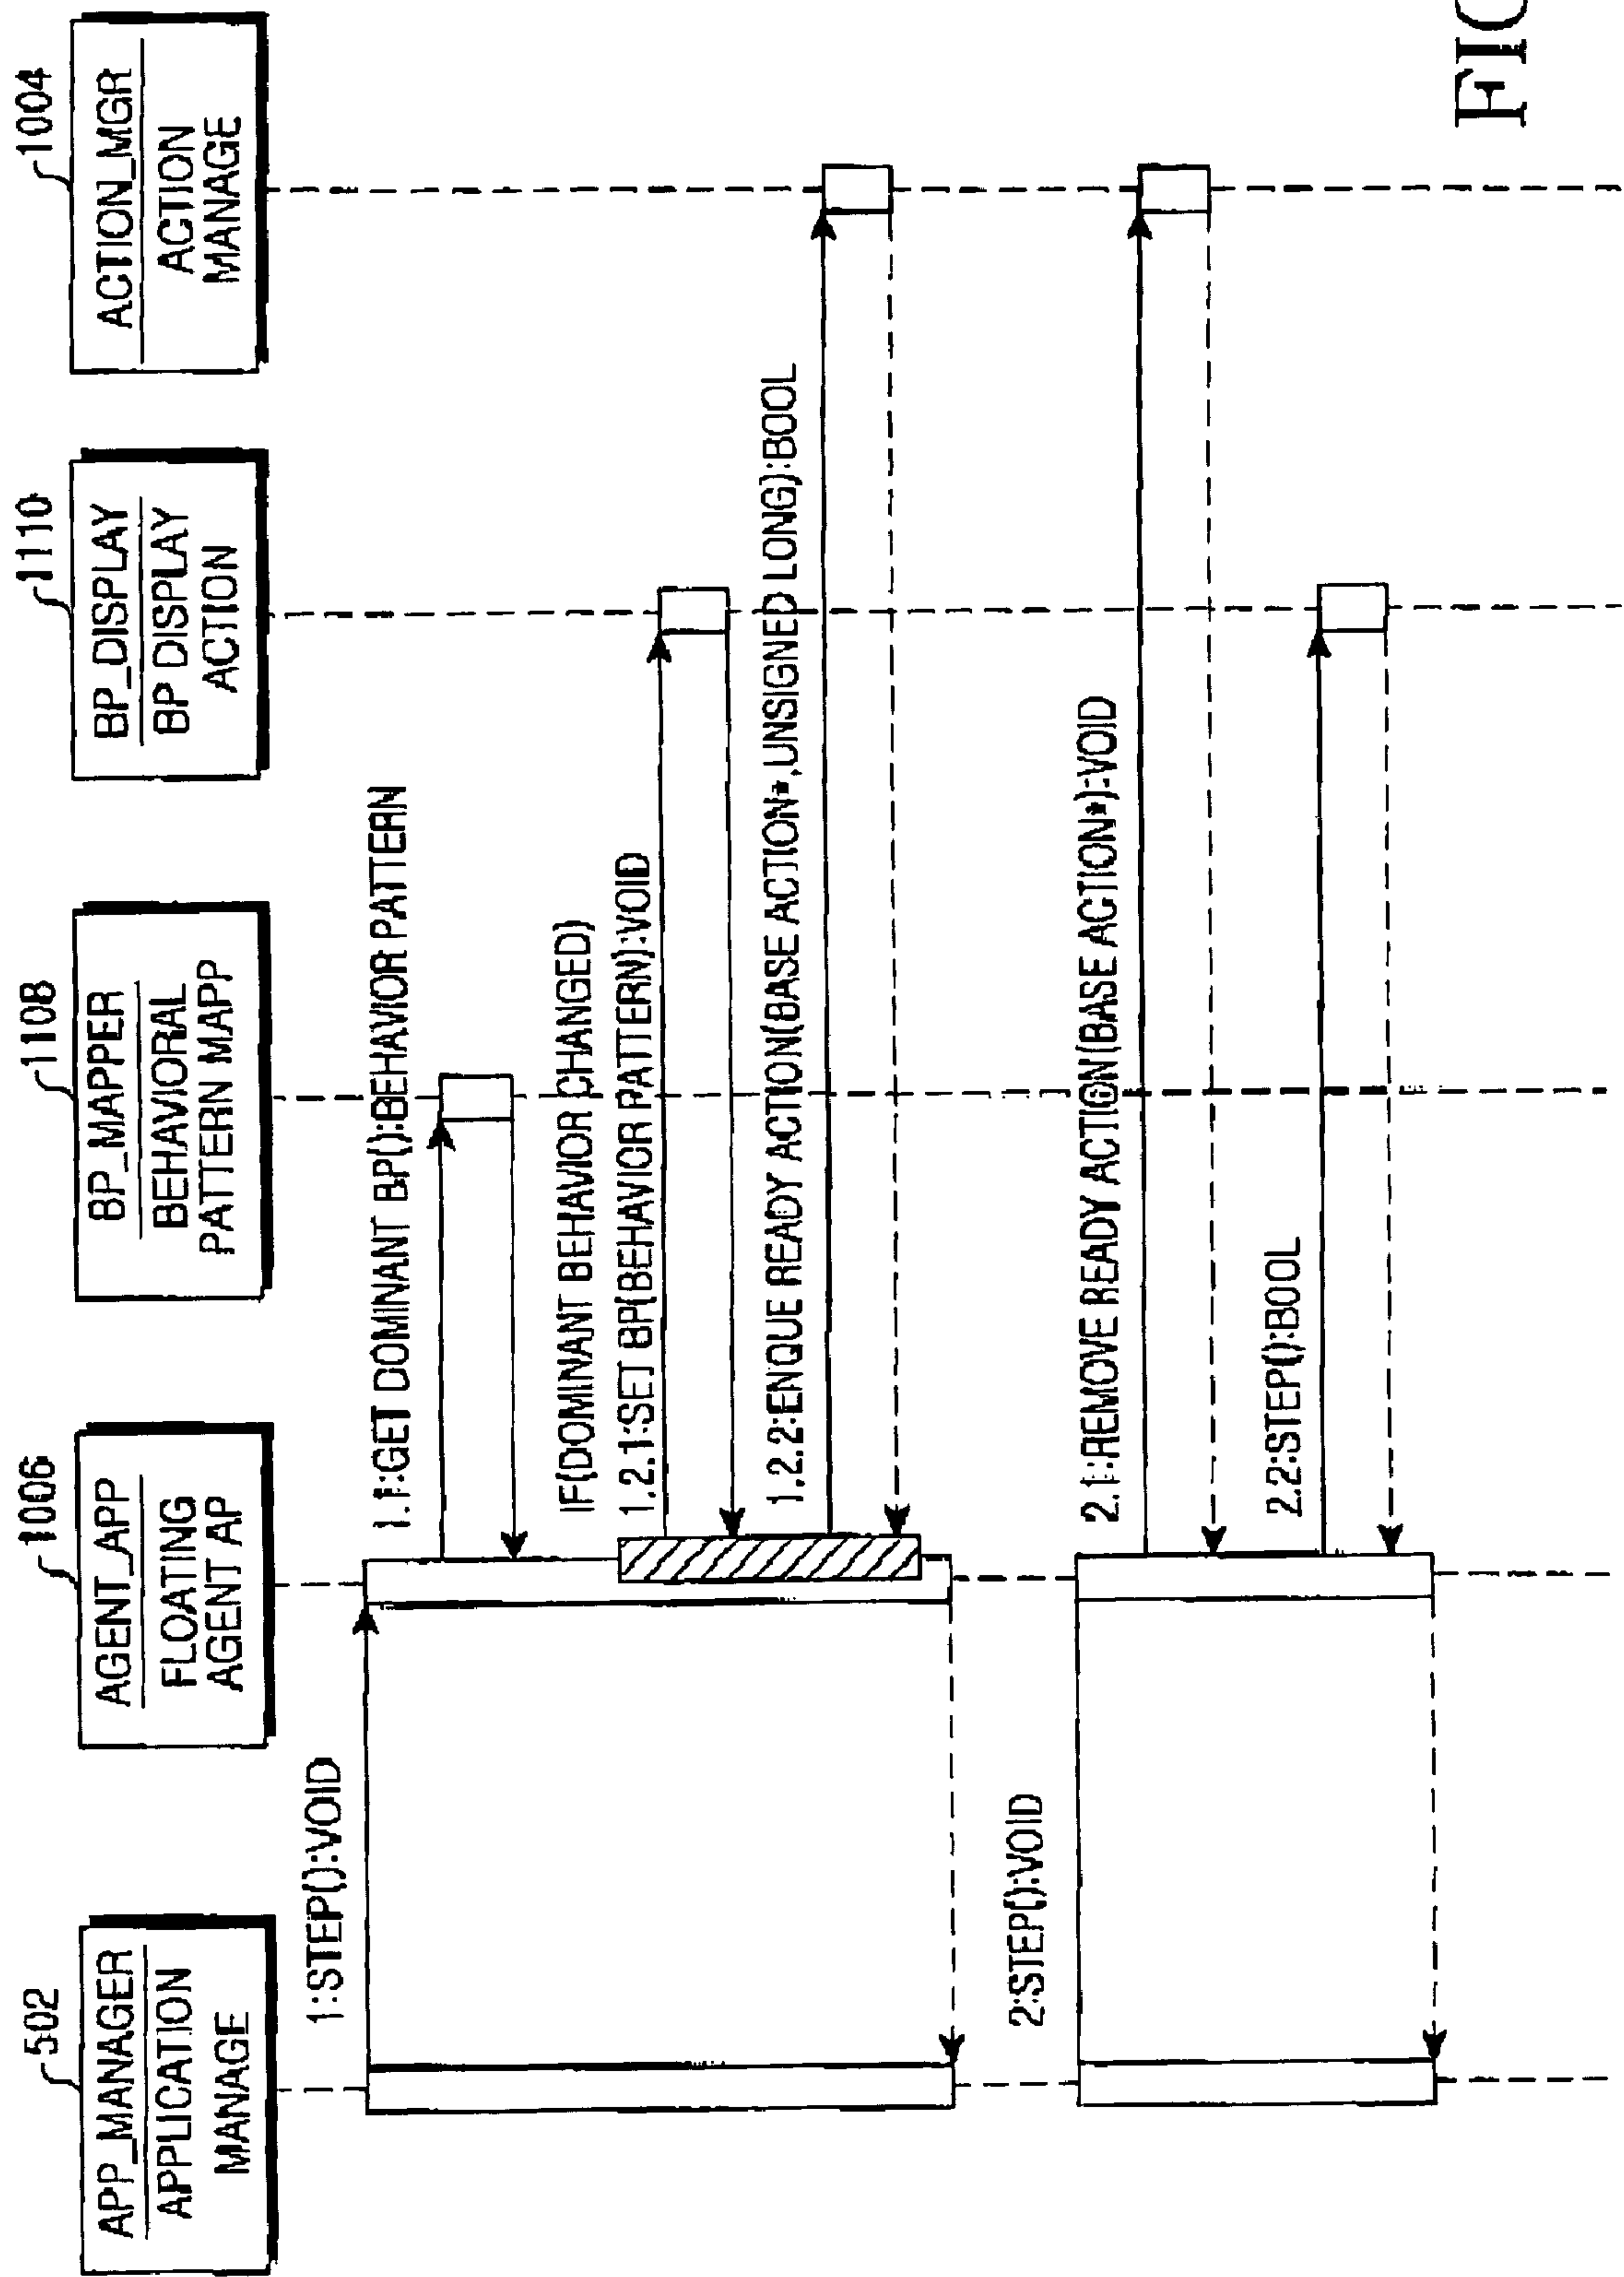 502
APP_MANAGER
APPLICATION
MANAGE
1006
AGENT_APP
FLOATING
AGENT AP
1108
BP_MAPPER
BEHAVIORAL
PATTERN MAPP
1110
BP_DISPLAY
BP DISPLAY
ACTION
1004
ACTION_MGR
ACTION
MANAGE
1:STEP():VOID
1.1:GET DOMINANT BP():BEHAVIOR PATTERN
IF(DOMINANT BEHAVIOR CHANGED)
1.2.1:SET BP(BEHAVIOR PATTERN):VOID
1.2.2:ENQUE READY ACTION(BASE ACTION*,UNSIGNED LONG):BOOL
2:STEP():VOID
2.1:REMOVE READY ACTION(BASE ACTION*):VOID
2.2:STEP():BOOL